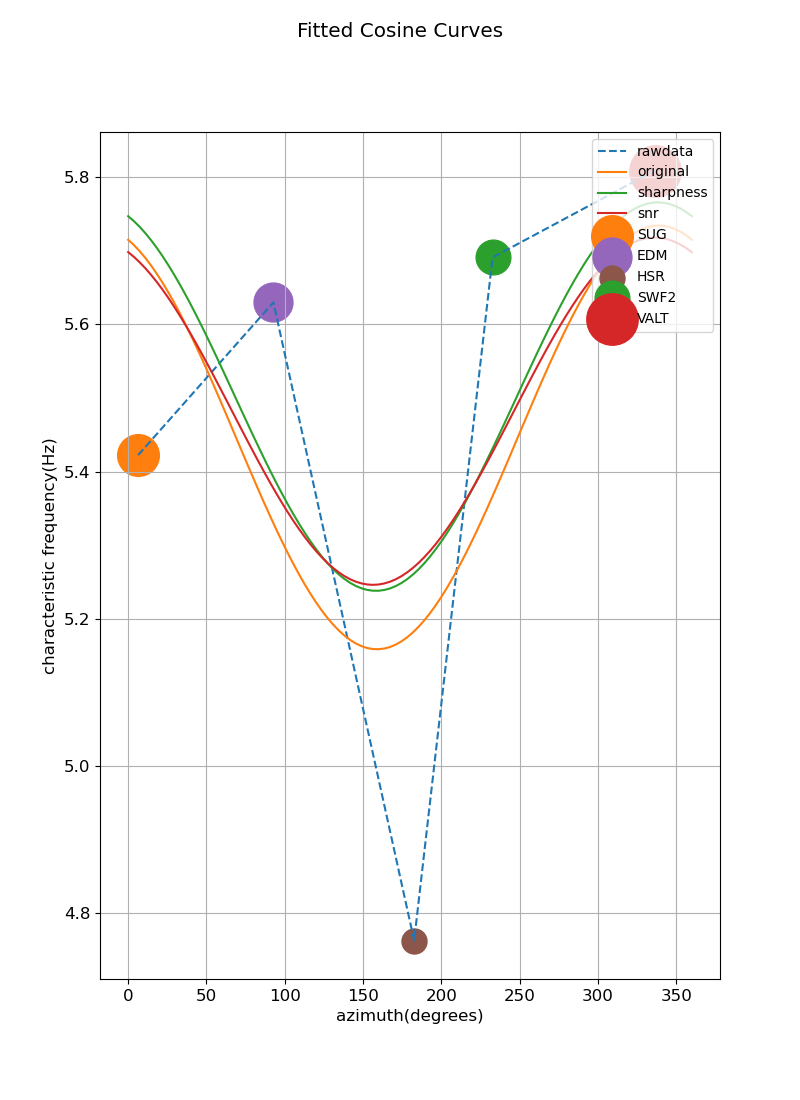 Fitted Cosine Curves
characteristic frequency(Hz)
5.8
5.6
5.4
5.2
5.0
4.8
rawdata
original
sharpness
snr
SUG
EDM
HSR
SWF2
VALT
0 50 100 150 200 250 300 350
azimuth(degrees)